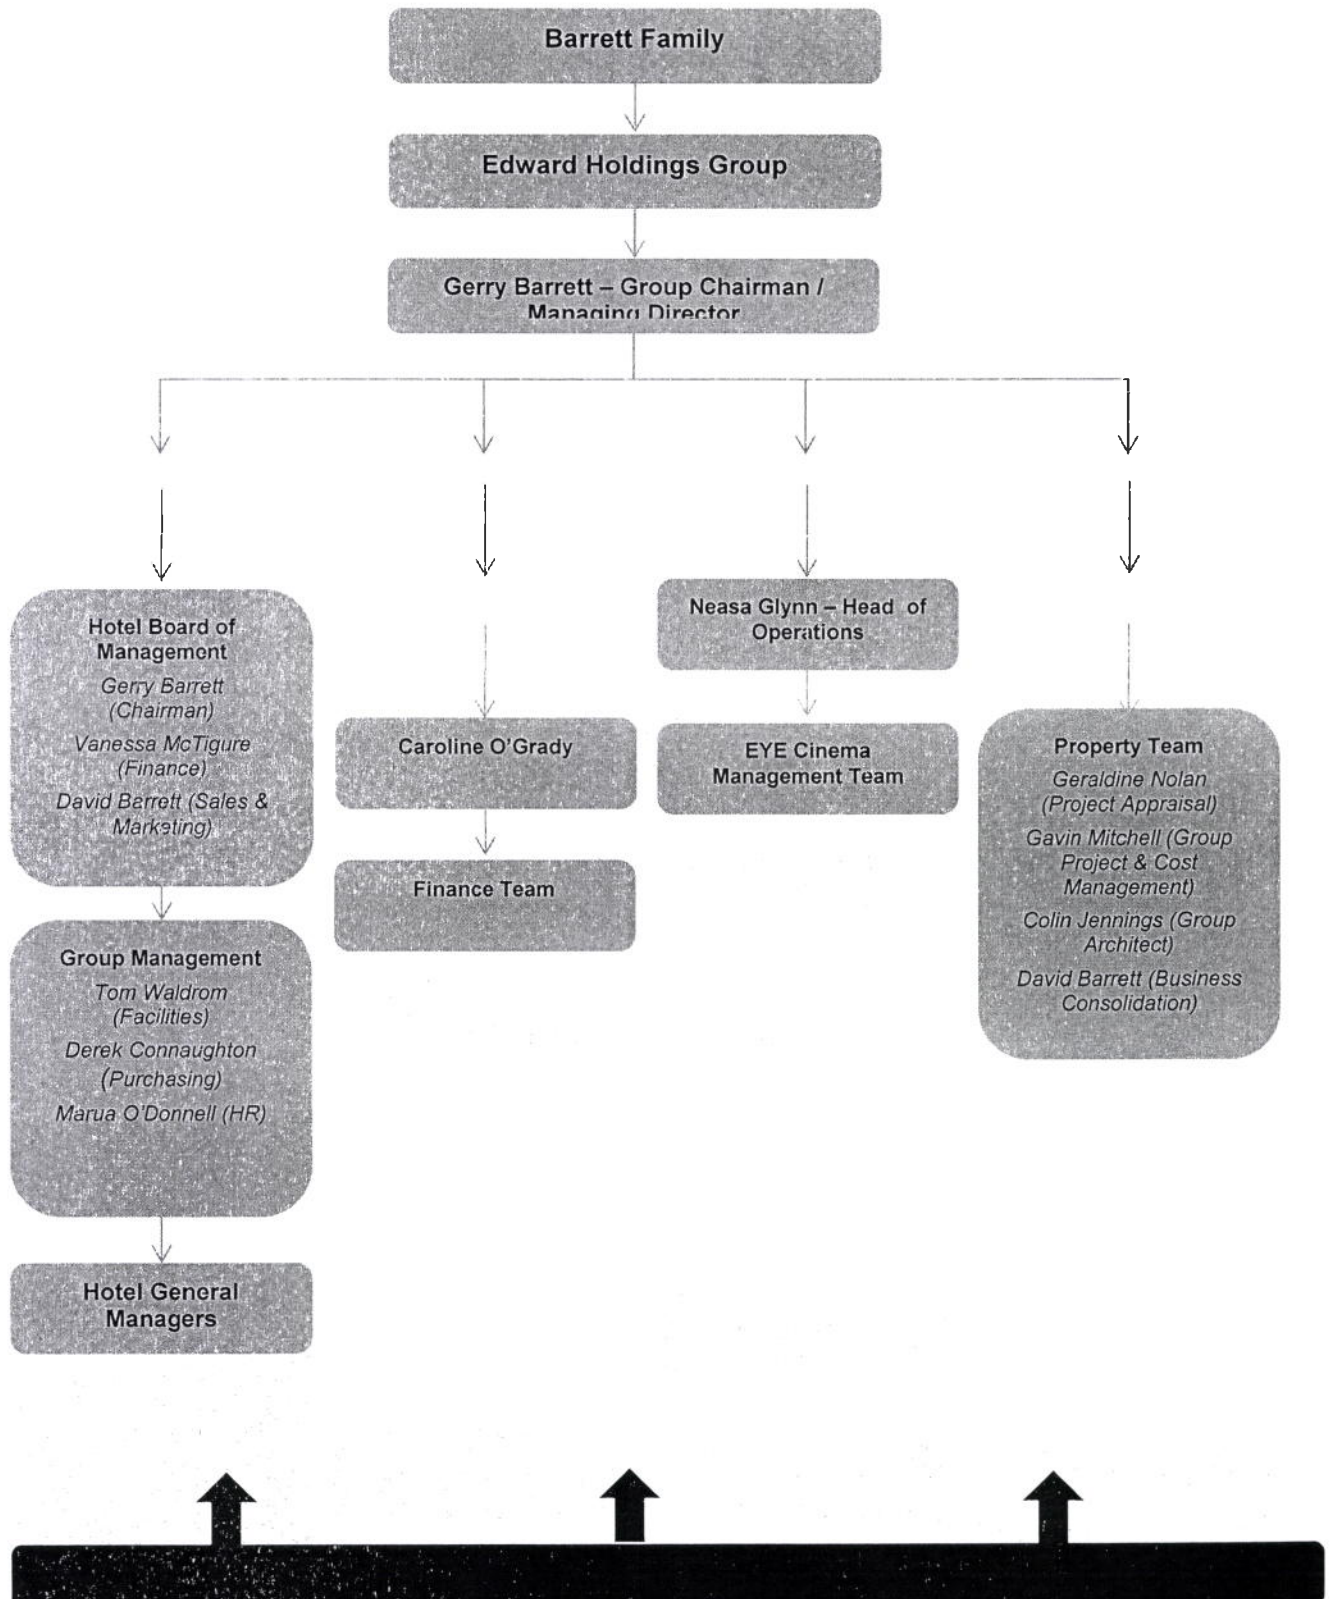 Barrett Family
Edward Holdings Group
Gerry Barrett – Group Chairman /
Managing Director
Hotel Board of
Management
Gerry Barrett
(Chairman)
Vanessa McTigure
(Finance)
David Barrett (Sales &
Marketing)
Group Management
Tom Waldrom
(Facilities)
Derek Connaughton
(Purchasing)
Marua O'Donnell (HR)
Hotel General
Managers
Caroline O'Grady
Finance Team
Neasa Glynn – Head of
Operations
EYE Cinema
Management Team
Property Team
Geraldine Nolan
(Project Appraisal)
Gavin Mitchell (Group
Project & Cost
Management)
Colin Jennings (Group
Architect)
David Barrett (Business
Consolidation)